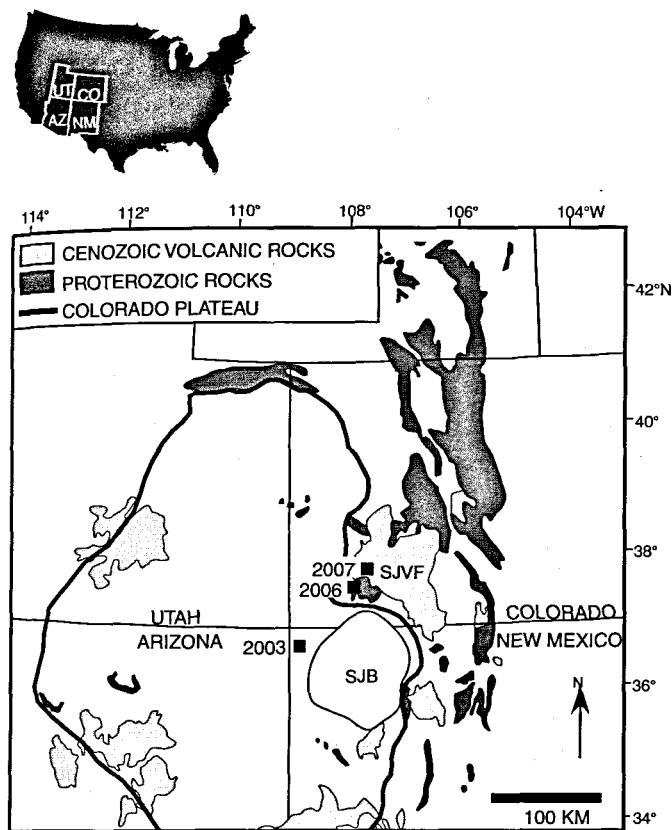 UT CO
AZ NM
114° 112° 110° 108° 106° 104°W
CENOZOIC VOLCANIC ROCKS
PROTEROZOIC ROCKS
COLORADO PLATEAU
42°N
40°
38°
2007 SJVF
2006
UTAH COLORADO
ARIZONA NEW MEXICO
2003
SJB
N
36°
100 KM
34°